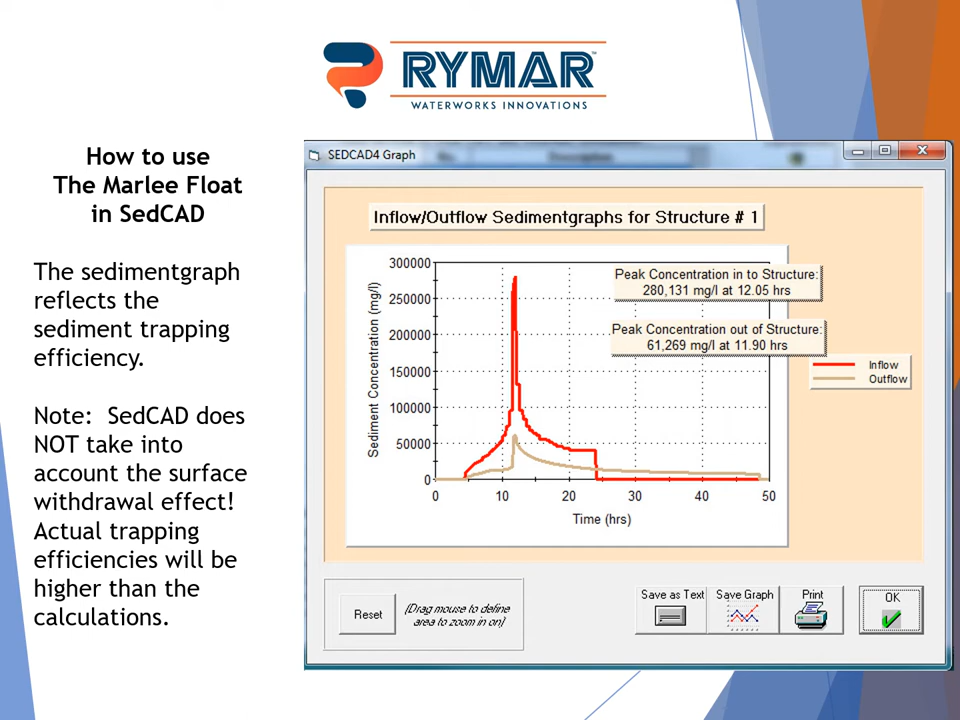 RYMAR™
WATERWORKS INNOVATIONS
How to use
The Marlee Float
in SedCAD
The sedimentgraph
reflects the
sediment trapping
efficiency.
Note: SedCAD does
NOT take into
account the surface
withdrawal effect!
Actual trapping
efficiencies will be
higher than the
calculations.
SEDCAD4 Graph
Description
Inflow/Outflow Sedimentgraphs for Structure # 1
Sediment Concentration (mg/l)
300000
250000
200000
150000
100000
50000
0
0 10 20 30 40 50
Time (hrs)
Peak Concentration in to Structure:
280,131 mg/l at 12.05 hrs
Peak Concentration out of Structure:
61,269 mg/l at 11.90 hrs
Inflow
Outflow
Reset
(Drag mouse to define
area to zoom in on)
Save as Text
Save Graph
Print
OK